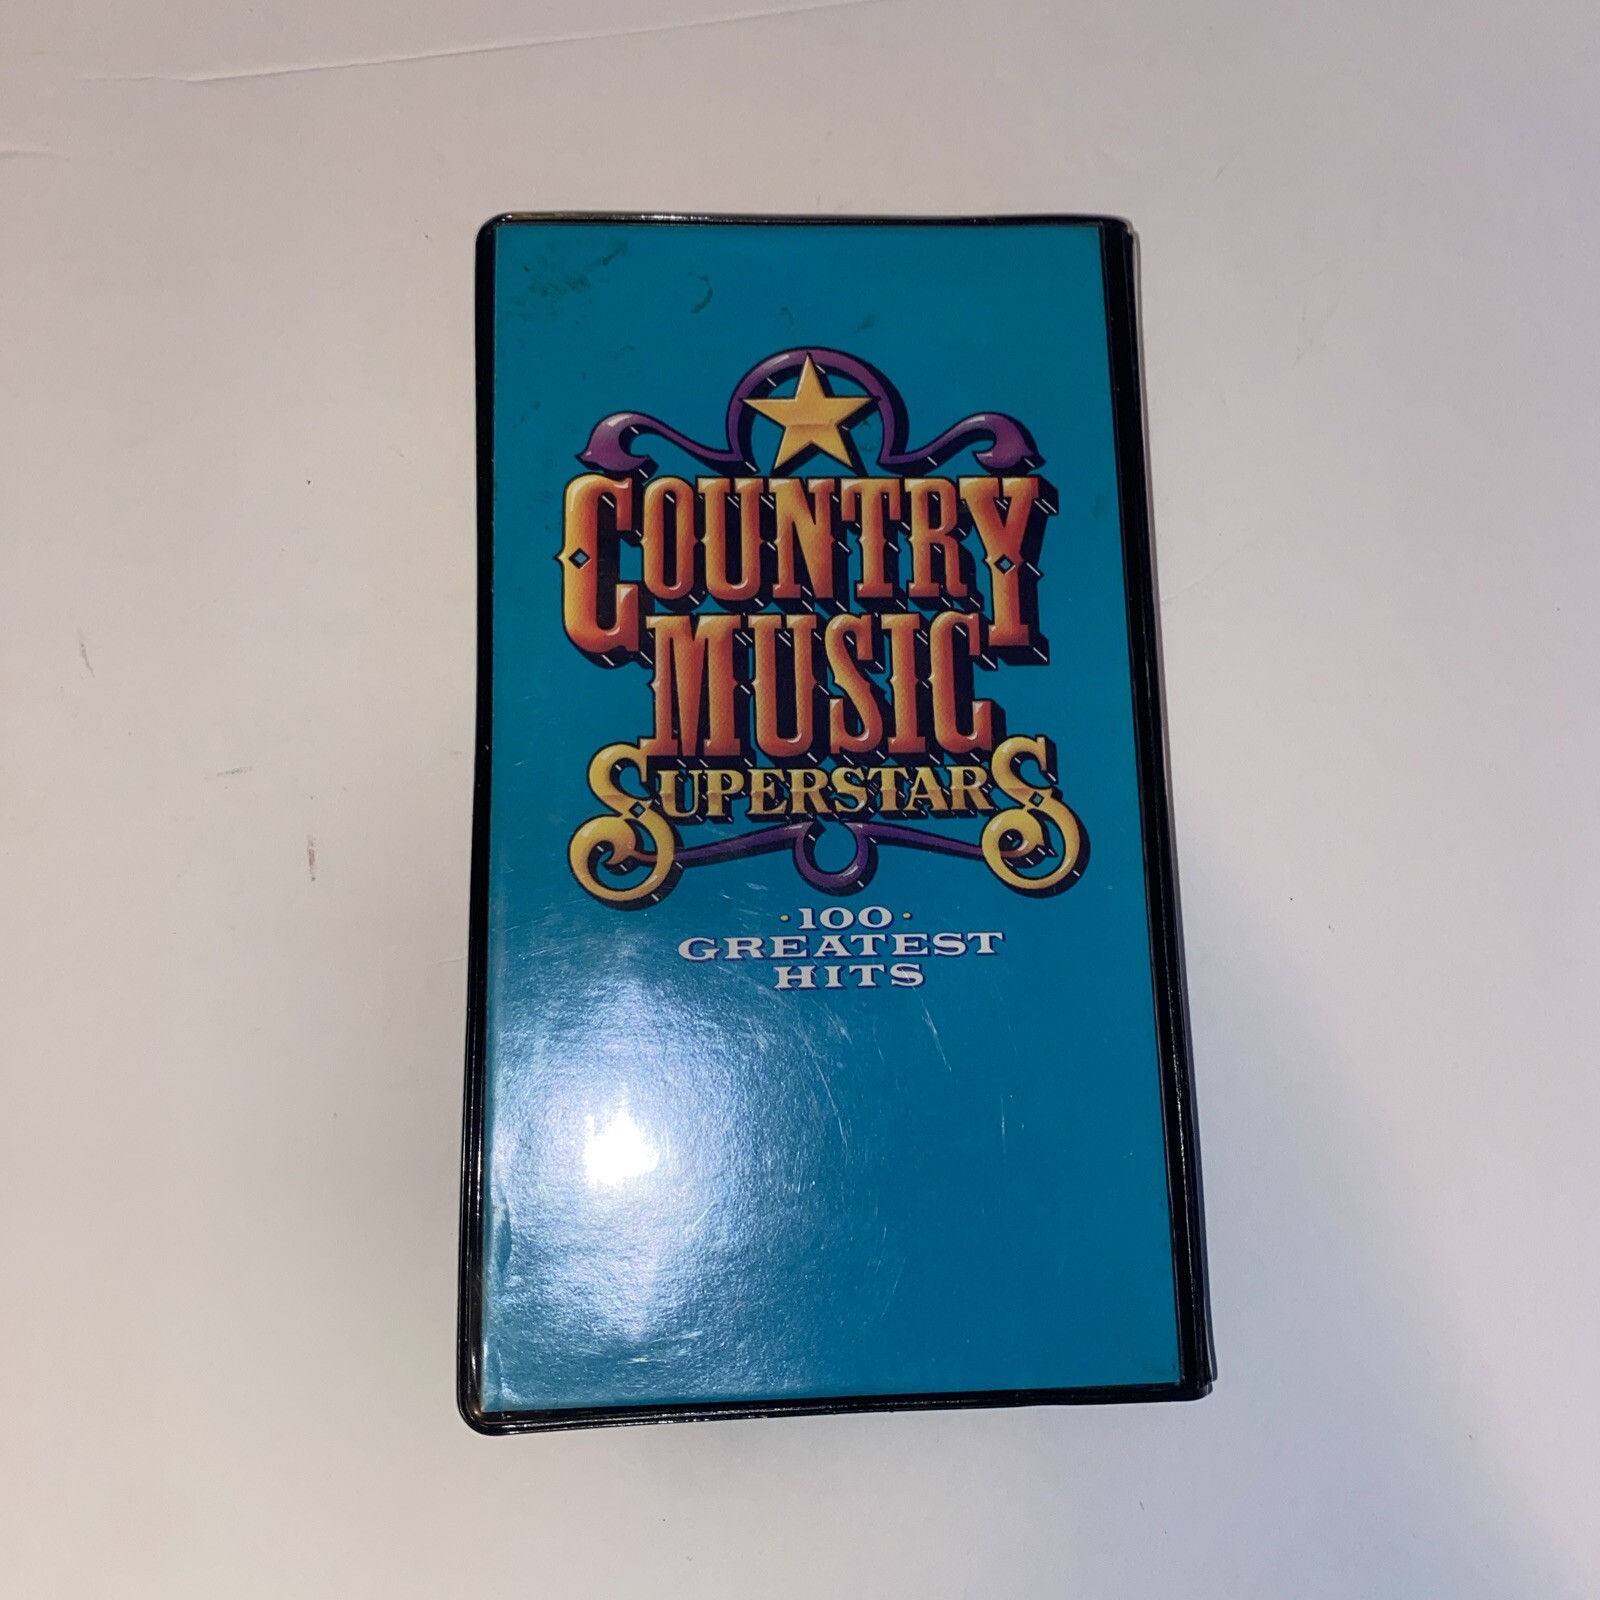 COUNTRY
MUSIC
SUPERSTARS
·100·
GREATEST
HITS